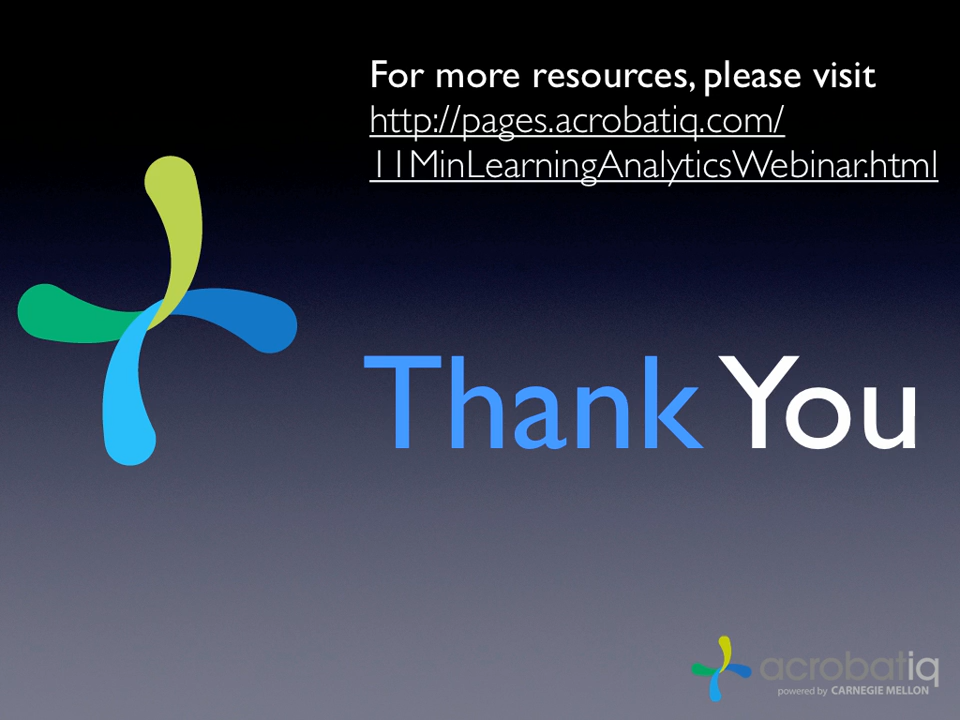 For more resources, please visit
http://pages.acrobatiq.com/
11MinLearningAnalyticsWebinar.html
Thank You
acrobatiq
powered by CARNEGIE MELLON